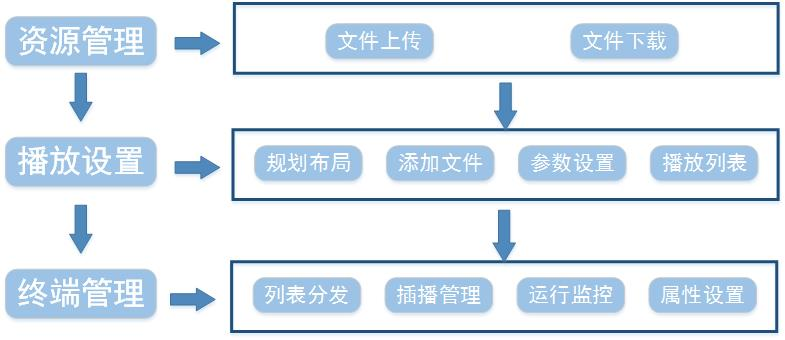 资源管理
文件上传 文件下载
播放设置
规划布局 添加文件 参数设置 播放列表
终端管理
列表分发 插播管理 运行监控 属性设置